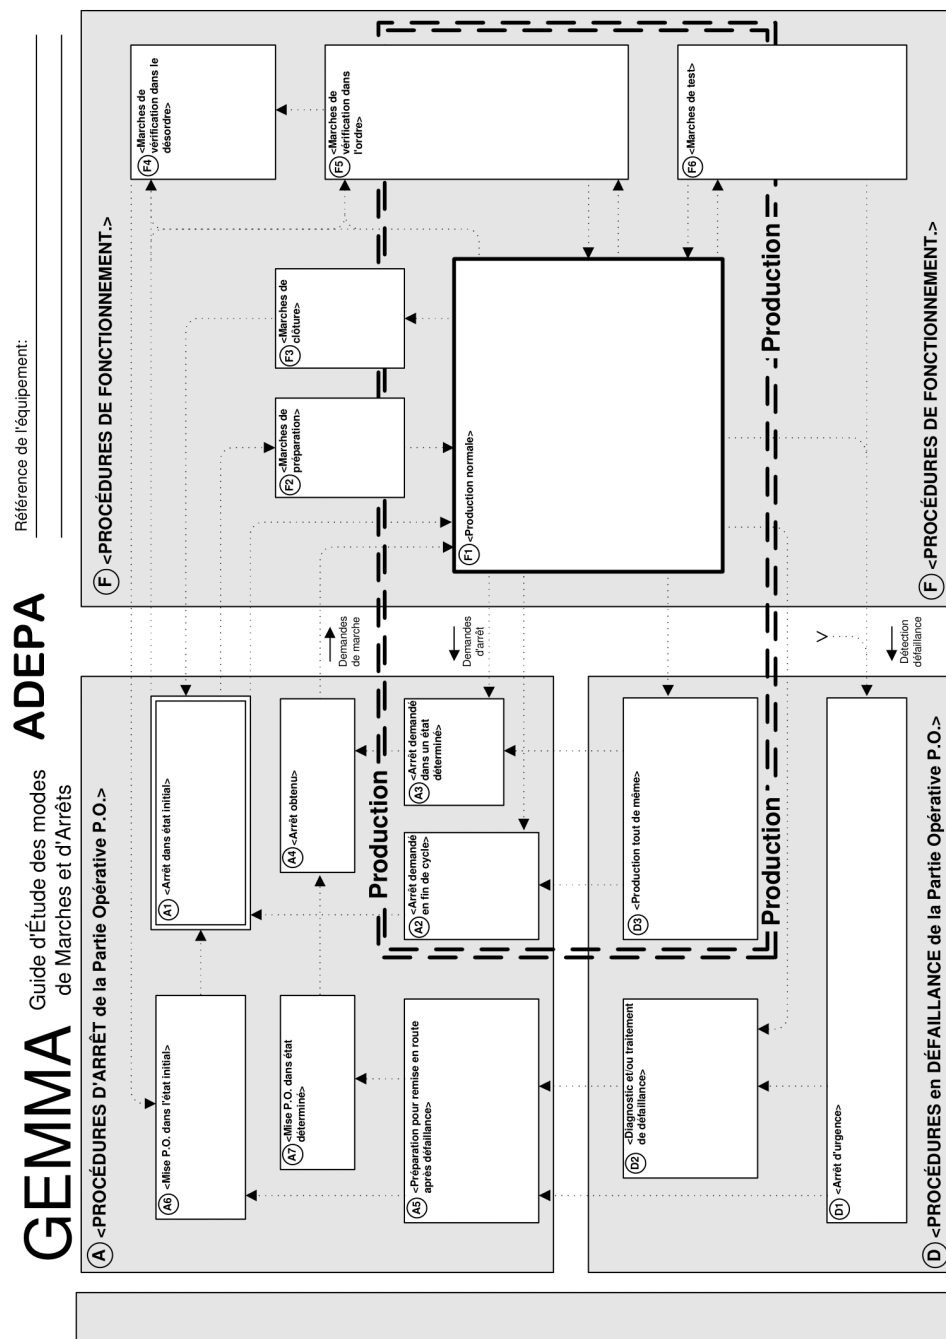 GEMMA
Guide d'Étude des modes
de Marches et d'Arrêts
ADEPA
Référence de l'équipement:
A <PROCÉDURES D'ARRÊT de la Partie Opérative P.O.>
A6 <Mise P.O. dans l'état initial>
A1 <Arrêt dans état initial>
A7 <Mise P.O. dans état
déterminé>
A4 <Arrêt obtenu>
A5 <Préparation pour remise en route
après défaillance>
A2 <Arrêt demandé
en fin de cycle>
A3 <Arrêt demandé
dans un état
déterminé>
Production
Demandes
de marche
Demandes
d'arrêt
F <PROCÉDURES DE FONCTIONNEMENT.>
F4 <Marches de
vérification dans le
désordre>
F2 <Marches de
préparation>
F3 <Marches de
clôture>
F5 <Marches de
vérification dans
l'ordre>
F1 <Production normale>
F6 <Marches de test>
Production
F <PROCÉDURES DE FONCTIONNEMENT.>
D2 <Diagnostic et/ou traitement
de défaillance>
D3 <Production tout de même>
Production
D1 <Arrêt d'urgence>
Détection
défaillance
D <PROCÉDURES en DÉFAILLANCE de la Partie Opérative P.O.>